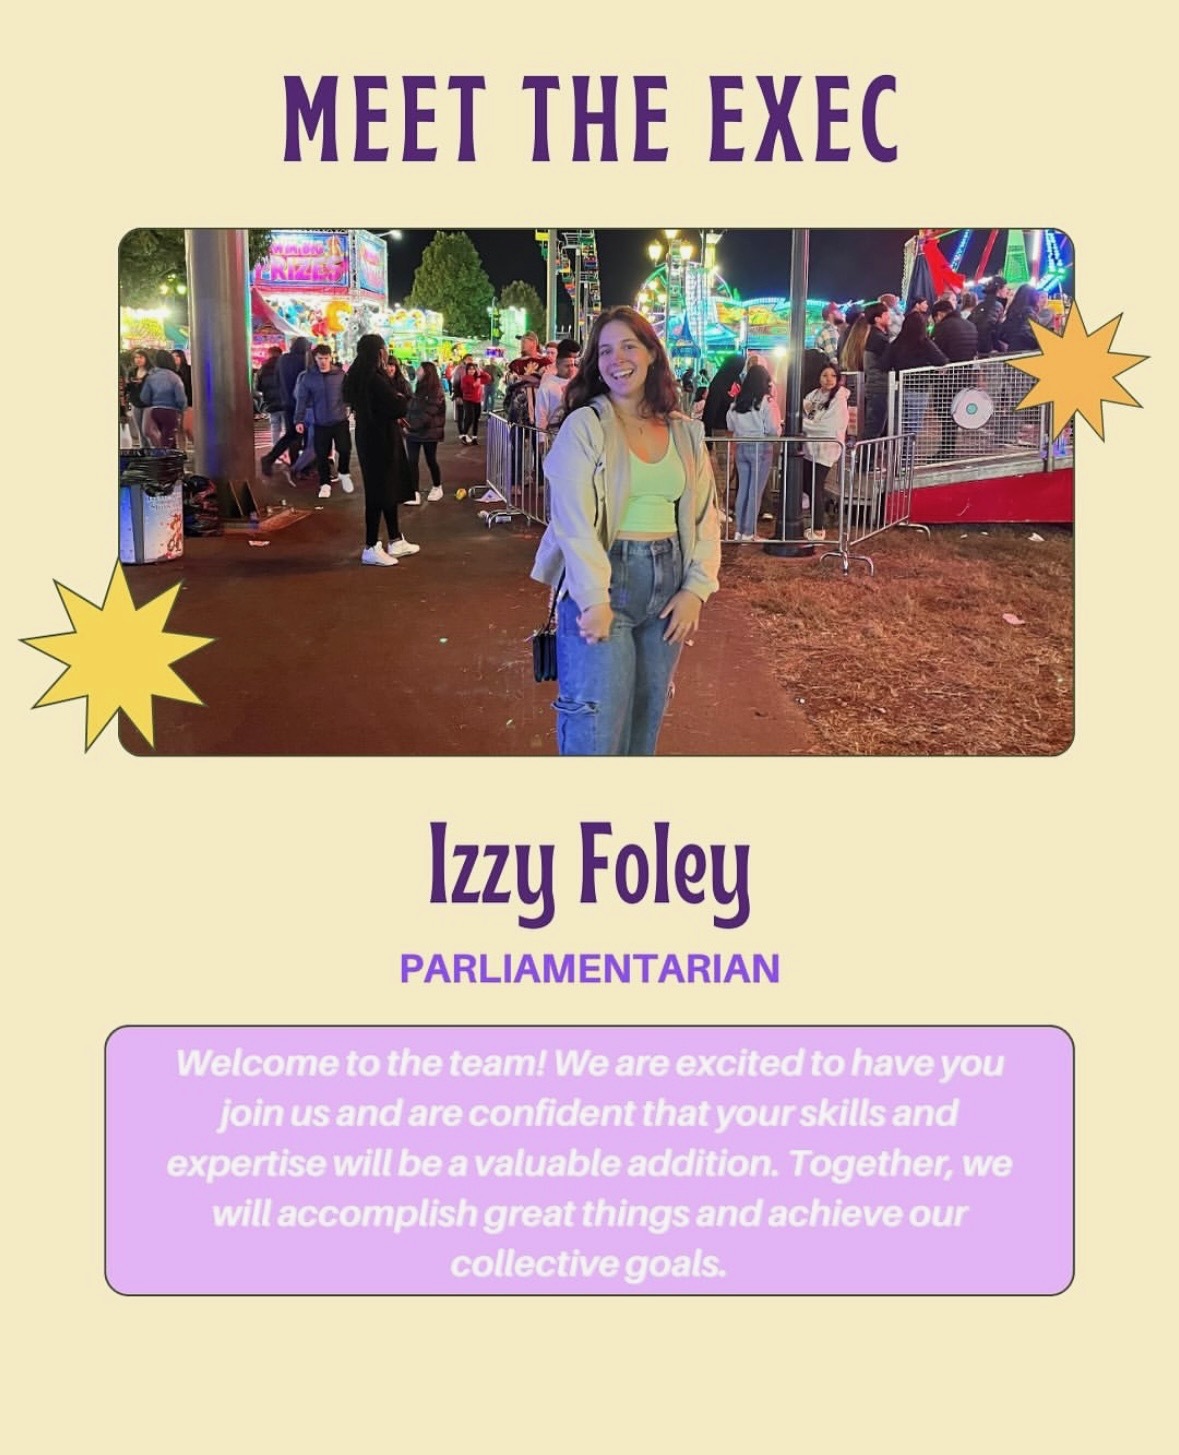 MEET THE EXEC
WIN BIG
PRIZES
Izzy Foley
PARLIAMENTARIAN
Welcome to the team! We are excited to have you
join us and are confident that your skills and
expertise will be a valuable addition. Together, we
will accomplish great things and achieve our
collective goals.